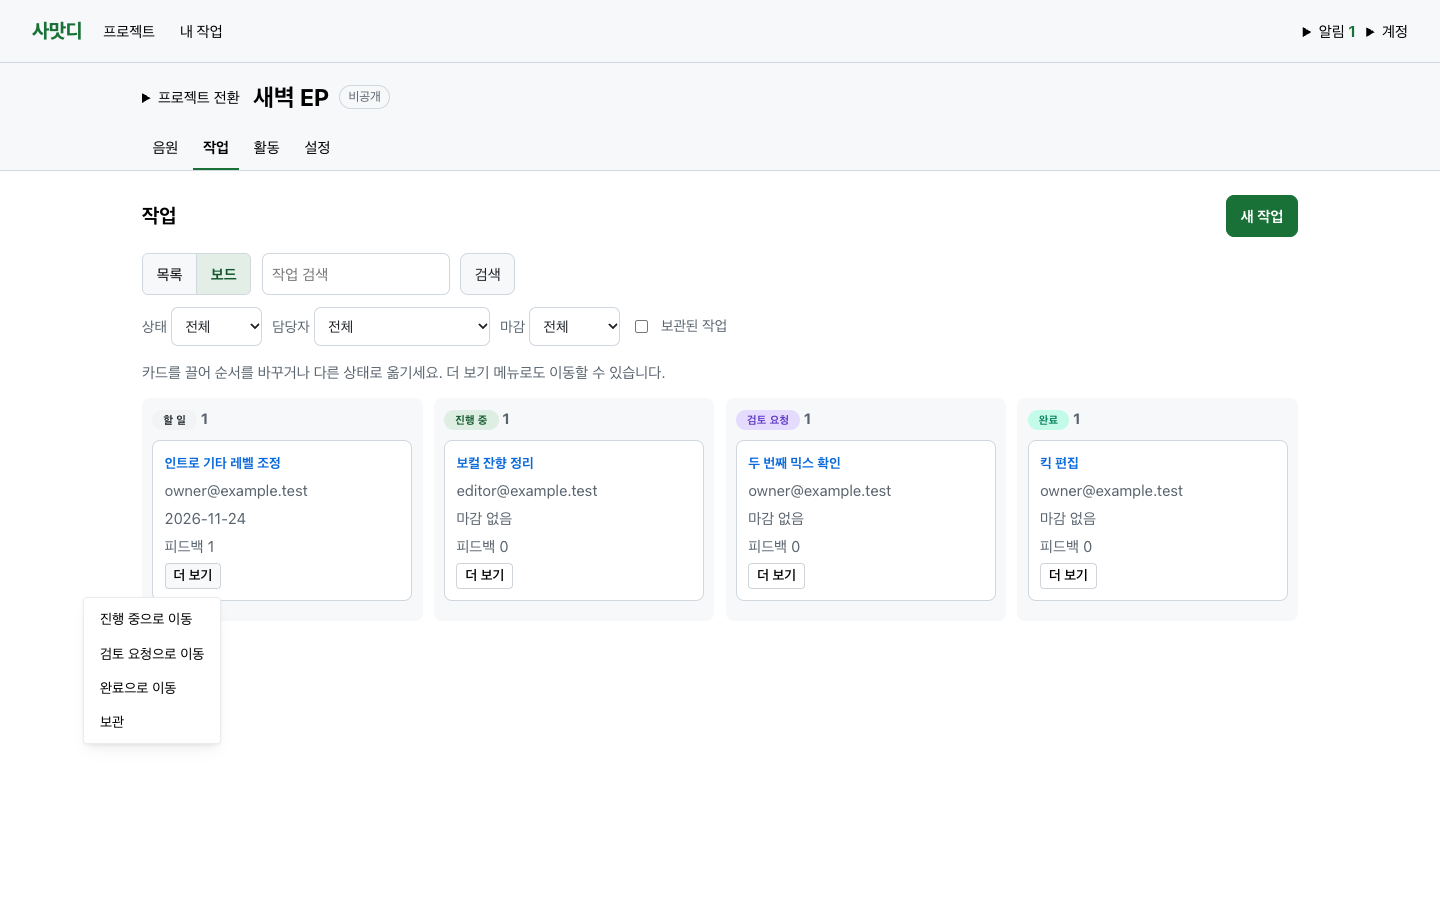 사맛디 프로젝트 내 작업 알림 1 계정
프로젝트 전환 새벽 EP 비공개
음원 작업 활동 설정
작업 새 작업
목록 보드 작업 검색 검색
상태 전체 담당자 전체 마감 전체 보관된 작업
카드를 끌어 순서를 바꾸거나 다른 상태로 옮기세요. 더 보기 메뉴로도 이동할 수 있습니다.
할 일 1
인트로 기타 레벨 조정
owner@example.test
2026-11-24
피드백 1
더 보기
진행 중으로 이동
검토 요청으로 이동
완료으로 이동
보관
진행 중 1
보컬 잔향 정리
editor@example.test
마감 없음
피드백 0
더 보기
검토 요청 1
두 번째 믹스 확인
owner@example.test
마감 없음
피드백 0
더 보기
완료 1
킥 편집
owner@example.test
마감 없음
피드백 0
더 보기